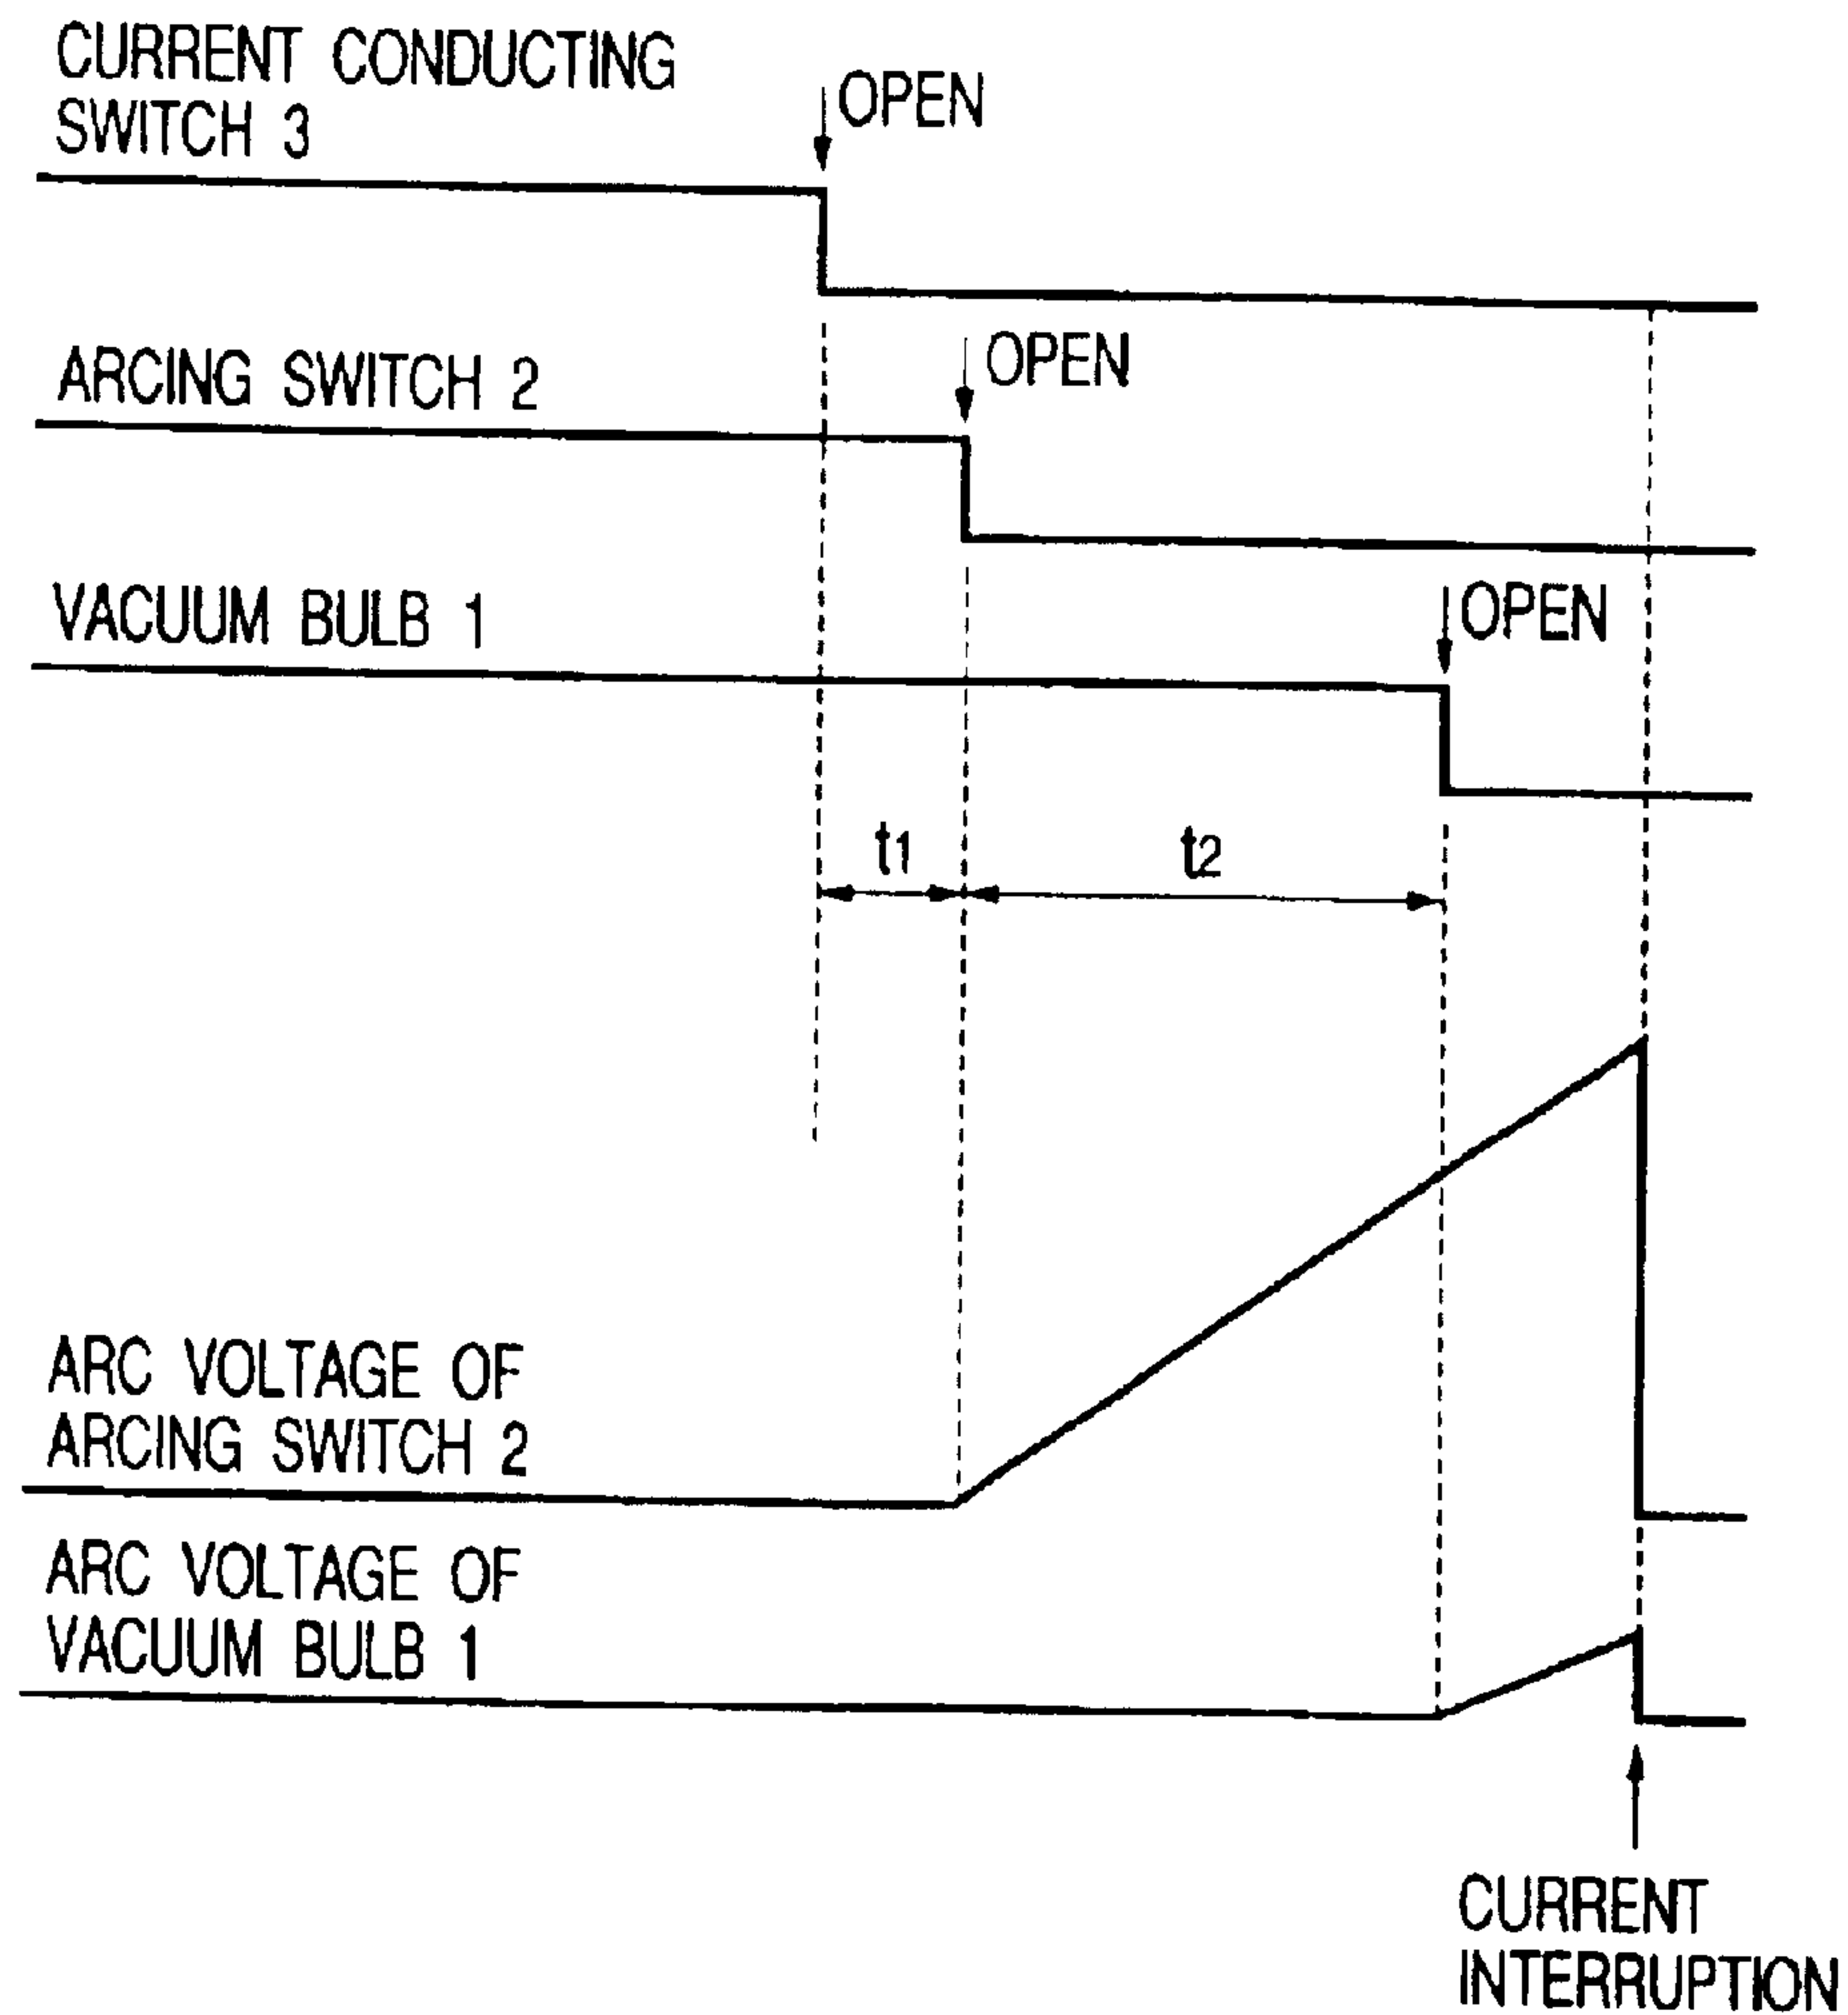 CURRENT CONDUCTING
SWITCH 3
OPEN
ARCING SWITCH 2
OPEN
VACUUM BULB 1
OPEN
t1
t2
ARC VOLTAGE OF
ARCING SWITCH 2
ARC VOLTAGE OF
VACUUM BULB 1
CURRENT
INTERRUPTION